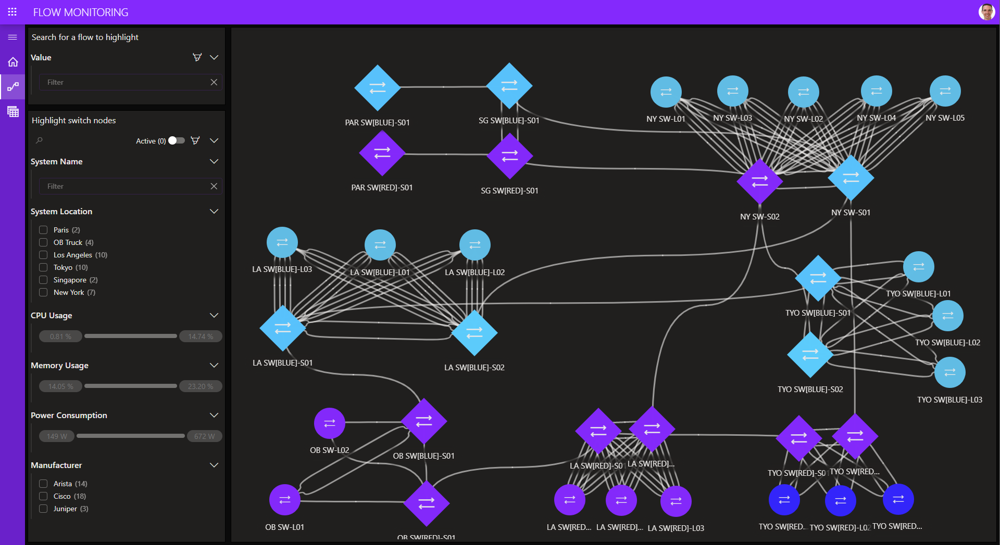 FLOW MONITORING
Search for a flow to highlight
Value
Filter
Highlight switch nodes
Active (0)
System Name
Filter
System Location
Paris (2)
OB Truck (4)
Los Angeles (10)
Tokyo (10)
Singapore (2)
New York (7)
CPU Usage
0.81 %
14.74 %
Memory Usage
14.05 %
23.20 %
Power Consumption
149 W
672 W
Manufacturer
Arista (14)
Cisco (18)
Juniper (3)
PAR SW[BLUE]-S01
SG SW[BLUE]-S01
NY SW-L01
NY SW-L03
NY SW-L02
NY SW-L04
NY SW-L05
PAR SW[RED]-S01
SG SW[RED]-S01
NY SW-S02
NY SW-S01
LA SW[BLUE]-L03
LA SW[BLUE]-L01
LA SW[BLUE]-L02
TYO SW[BLUE]-L01
TYO SW[BLUE]-S01
TYO SW[BLUE]-L02
LA SW[BLUE]-S01
LA SW[BLUE]-S02
TYO SW[BLUE]-S02
TYO SW[BLUE]-L03
OB SW-L02
OB SW[BLUE]-S01
LA SW[RED]-S01
LA SW[RED]...
TYO SW[RED]-S01
TYO SW[RED...
OB SW-L01
OB SW[RED]-S01
LA SW[RED...
LA SW[RED]...
LA SW[RED]-L03
TYO SW[RED...
TYO SW[RED]-L02
TYO SW[RED...